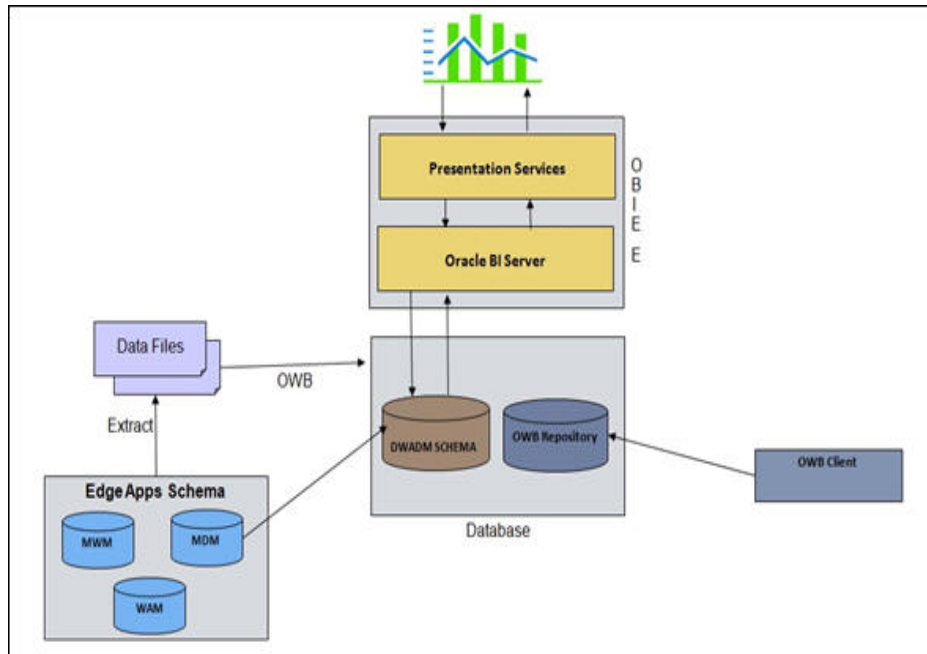 Presentation Services
Oracle BI Server
OBIEE E
Data Files
OWB
Extract
DWADM SCHEMA
OWB Repository
OWB Client
Database
Edge Apps Schema
MWM
MDM
WAM